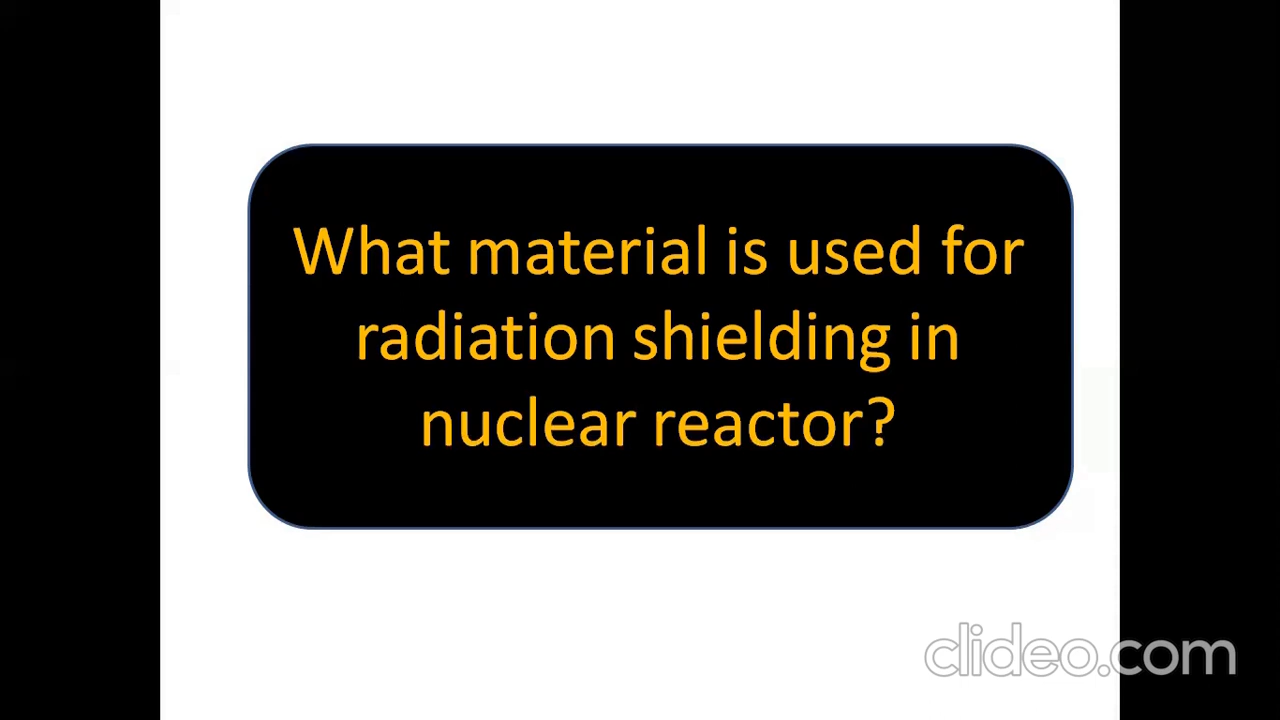 What material is used for
radiation shielding in
nuclear reactor?
clideo.com